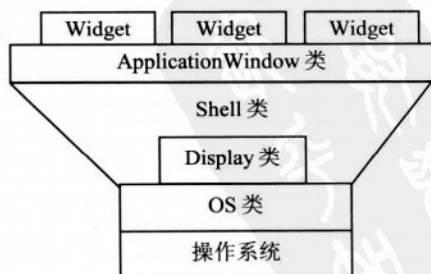 Widget Widget Widget
ApplicationWindow 类
Shell 类
Display 类
OS 类
操作系统